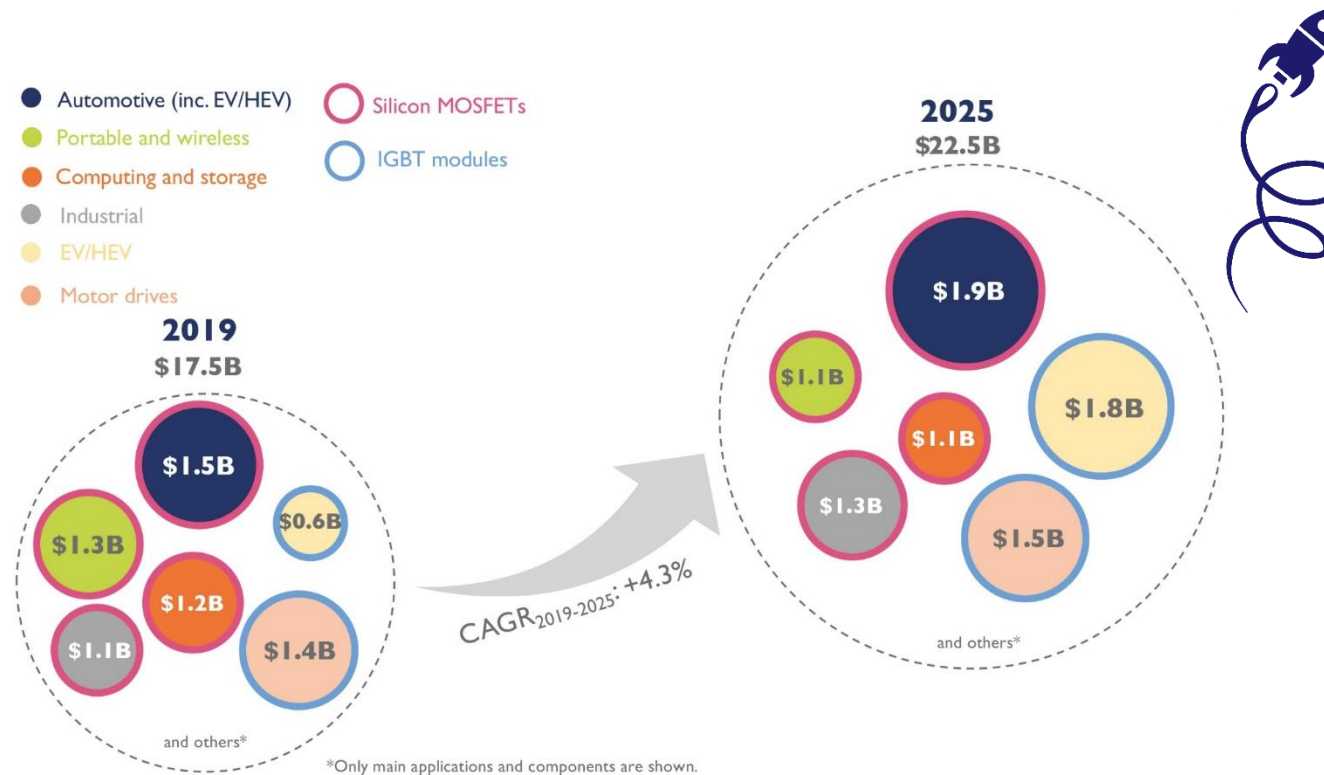 Automotive (inc. EV/HEV)
Portable and wireless
Computing and storage
Industrial
EV/HEV
Motor drives
Silicon MOSFETs
IGBT modules
2019
$17.5B
$1.5B
$0.6B
$1.3B
$1.2B
$1.1B
$1.4B
and others*
CAGR2019-2025: +4.3%
2025
$22.5B
$1.9B
$1.1B
$1.8B
$1.1B
$1.3B
$1.5B
and others*
*Only main applications and components are shown.